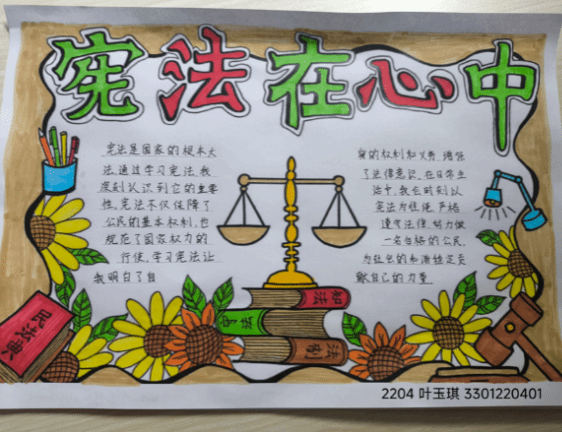 宪法在心中
宪法是国家的根本大
法通过学习宪法,我
深刻认识到它的重要
性,宪法不仅保障了
公民的基本权利,也
规范了国家权力的
行使,学习宪法让
我明白了自
身的权利和义务,增强
了法律意识,在日常生
活中,我会时刻以
宪法为准绳,严格
遵守法律,努力做
一名合格的公民,
为社会的和谐稳定贡
献自己的力量
民法典
宪法
法例
2204 叶玉琪 3301220401